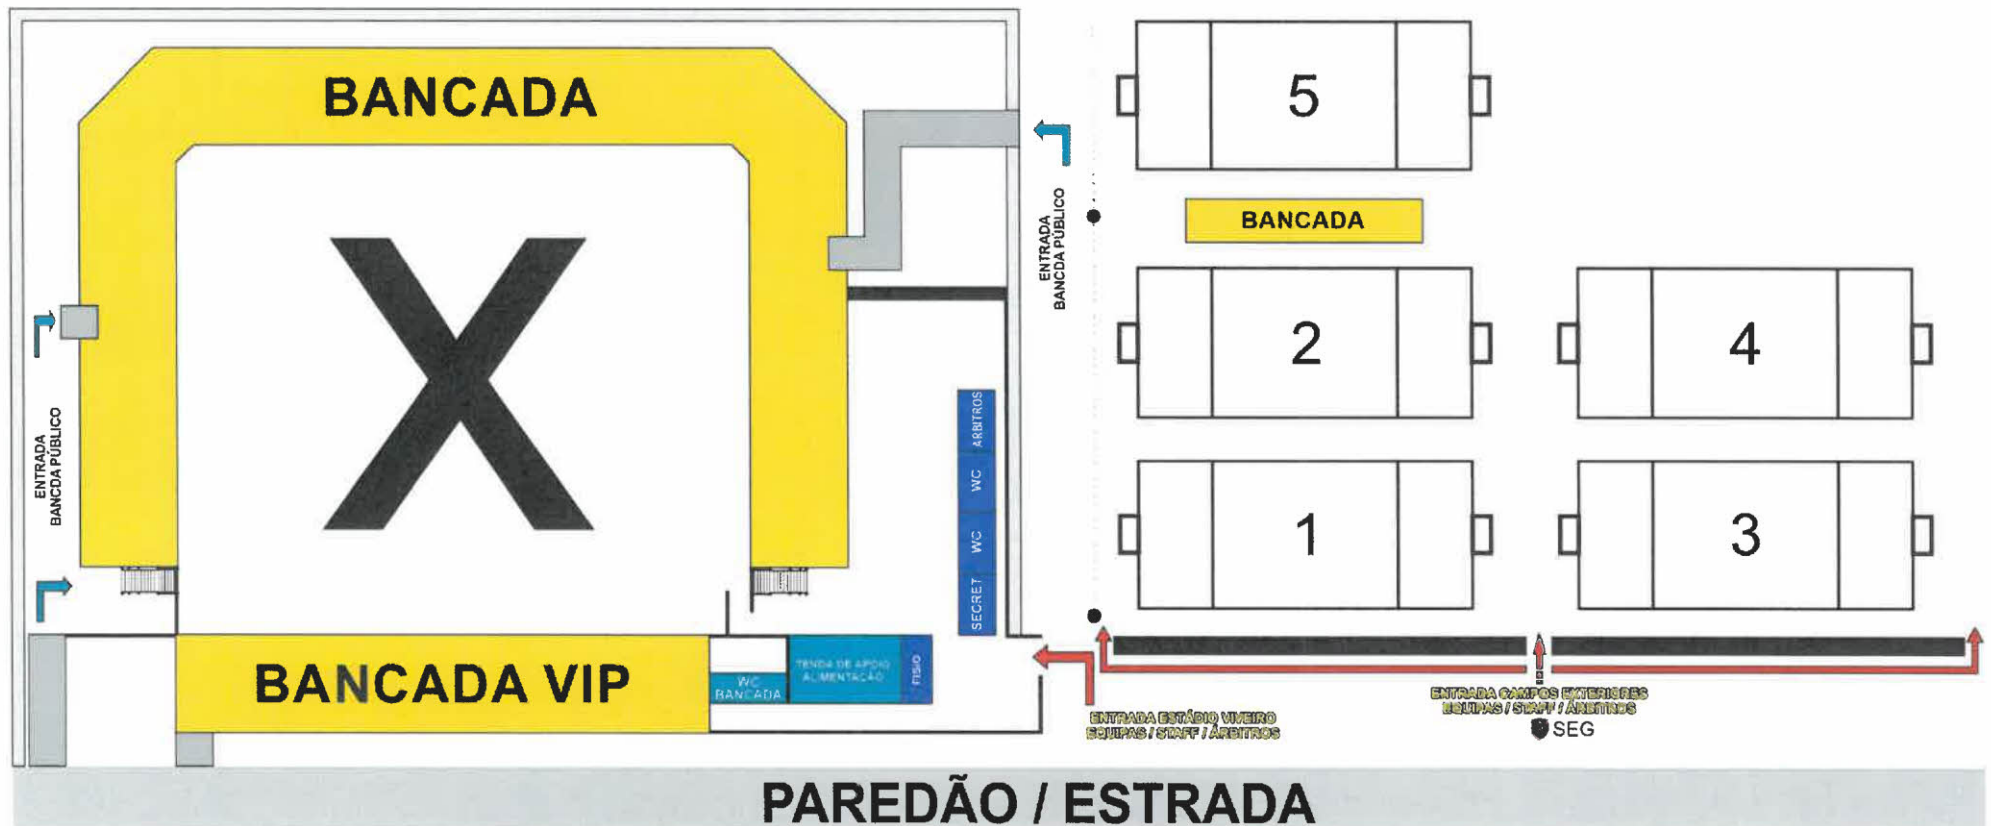 BANCADA
X
ENTRADA
BANCDA PÚBLICO
BANCADA VIP
WC
BANCADA
TENDA DE APOIO
ALIMENTAÇÃO
FISIO
ARBITROS
WC
WC
SECRET
ENTRADA
BANCDA PÚBLICO
5
BANCADA
2
4
1
3
ENTRADA ESTÁDIO VIVEIRO
EQUIPAS / STAFF / ÁRBITROS
ENTRADA CAMPOS EXTERIORES
EQUIPAS / STAFF / ÁRBITROS
SEG
PAREDÃO / ESTRADA